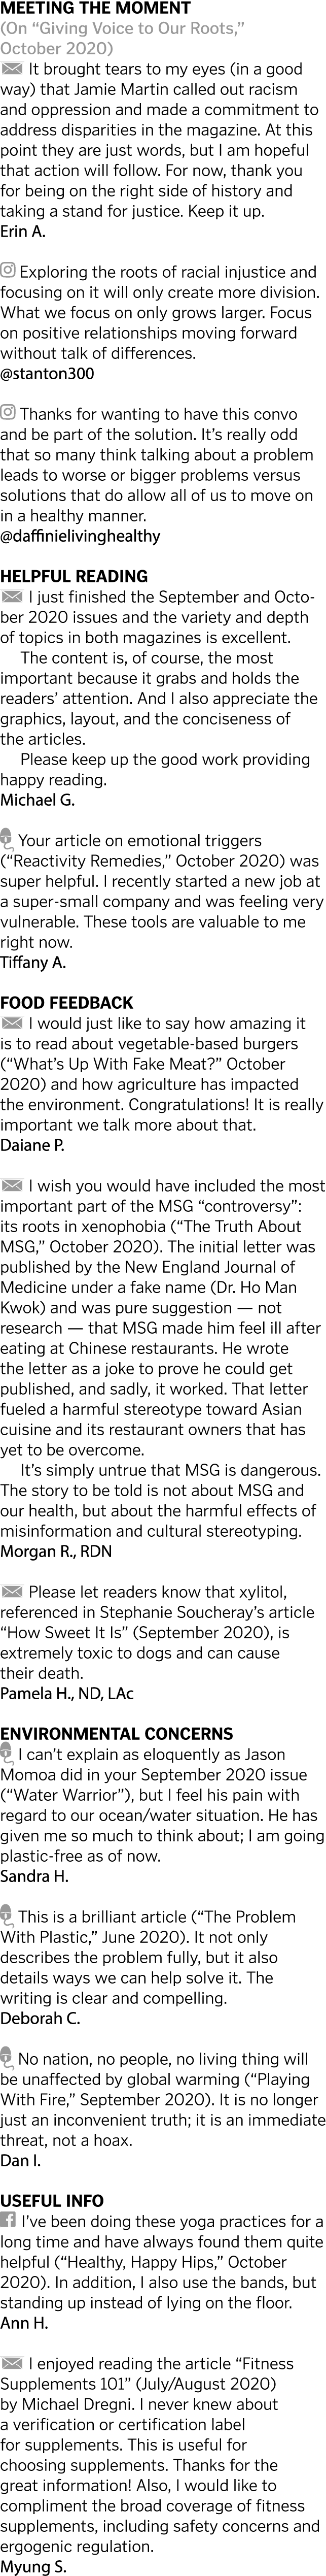 MEETING THE MOMENT
(On “Giving Voice to Our Roots,”
October 2020)
It brought tears to my eyes (in a good
way) that Jamie Martin called out racism
and oppression and made a commitment to
address disparities in the magazine. At this
point they are just words, but I am hopeful
that action will follow. For now, thank you
for being on the right side of history and
taking a stand for justice. Keep it up.
Erin A.
Exploring the roots of racial injustice and
focusing on it will only create more division.
What we focus on only grows larger. Focus
on positive relationships moving forward
without talk of differences.
@stanton300
Thanks for wanting to have this convo
and be part of the solution. It’s really odd
that so many think talking about a problem
leads to worse or bigger problems versus
solutions that do allow all of us to move on
in a healthy manner.
@daffinielivinghealthy
HELPFUL READING
I just finished the September and Octo-
ber 2020 issues and the variety and depth
of topics in both magazines is excellent.
The content is, of course, the most
important because it grabs and holds the
readers’ attention. And I also appreciate the
graphics, layout, and the conciseness of
the articles.
Please keep up the good work providing
happy reading.
Michael G.
Your article on emotional triggers
(“Reactivity Remedies,” October 2020) was
super helpful. I recently started a new job at
a super-small company and was feeling very
vulnerable. These tools are valuable to me
right now.
Tiffany A.
FOOD FEEDBACK
I would just like to say how amazing it
is to read about vegetable-based burgers
(“What’s Up With Fake Meat?” October
2020) and how agriculture has impacted
the environment. Congratulations! It is really
important we talk more about that.
Daiane P.
I wish you would have included the most
important part of the MSG “controversy”:
its roots in xenophobia (“The Truth About
MSG,” October 2020). The initial letter was
published by the New England Journal of
Medicine under a fake name (Dr. Ho Man
Kwok) and was pure suggestion — not
research — that MSG made him feel ill after
eating at Chinese restaurants. He wrote
the letter as a joke to prove he could get
published, and sadly, it worked. That letter
fueled a harmful stereotype toward Asian
cuisine and its restaurant owners that has
yet to be overcome.
It’s simply untrue that MSG is dangerous.
The story to be told is not about MSG and
our health, but about the harmful effects of
misinformation and cultural stereotyping.
Morgan R., RDN
Please let readers know that xylitol,
referenced in Stephanie Soucheray’s article
“How Sweet It Is” (September 2020), is
extremely toxic to dogs and can cause
their death.
Pamela H., ND, LAc
ENVIRONMENTAL CONCERNS
I can’t explain as eloquently as Jason
Momoa did in your September 2020 issue
(“Water Warrior”), but I feel his pain with
regard to our ocean/water situation. He has
given me so much to think about; I am going
plastic-free as of now.
Sandra H.
This is a brilliant article (“The Problem
With Plastic,” June 2020). It not only
describes the problem fully, but it also
details ways we can help solve it. The
writing is clear and compelling.
Deborah C.
No nation, no people, no living thing will
be unaffected by global warming (“Playing
With Fire,” September 2020). It is no longer
just an inconvenient truth; it is an immediate
threat, not a hoax.
Dan I.
USEFUL INFO
I’ve been doing these yoga practices for a
long time and have always found them quite
helpful (“Healthy, Happy Hips,” October
2020). In addition, I also use the bands, but
standing up instead of lying on the floor.
Ann H.
I enjoyed reading the article “Fitness
Supplements 101” (July/August 2020)
by Michael Dregni. I never knew about
a verification or certification label
for supplements. This is useful for
choosing supplements. Thanks for the
great information! Also, I would like to
compliment the broad coverage of fitness
supplements, including safety concerns and
ergogenic regulation.
Myung S.